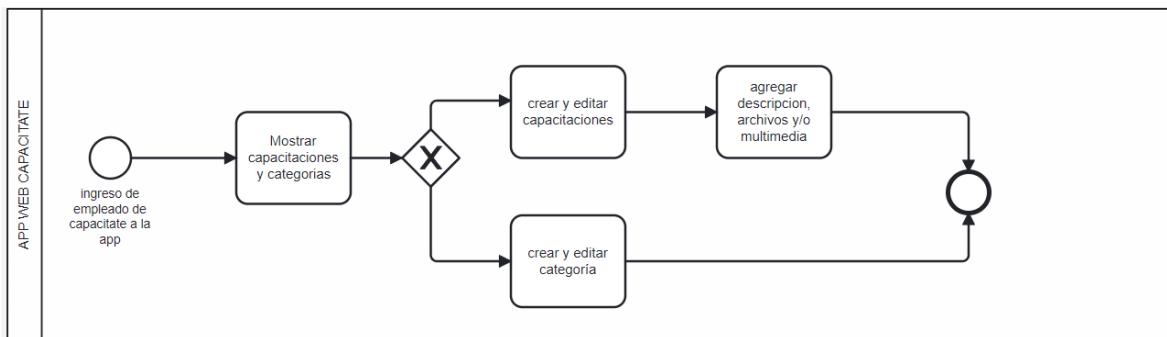 APP WEB CAPACITATE
ingreso de
empleado de
capacitate a la
app
Mostrar
capacitaciones
y categorias
X
crear y editar
capacitaciones
agregar
descripcion,
archivos y/o
multimedia
crear y editar
categoría